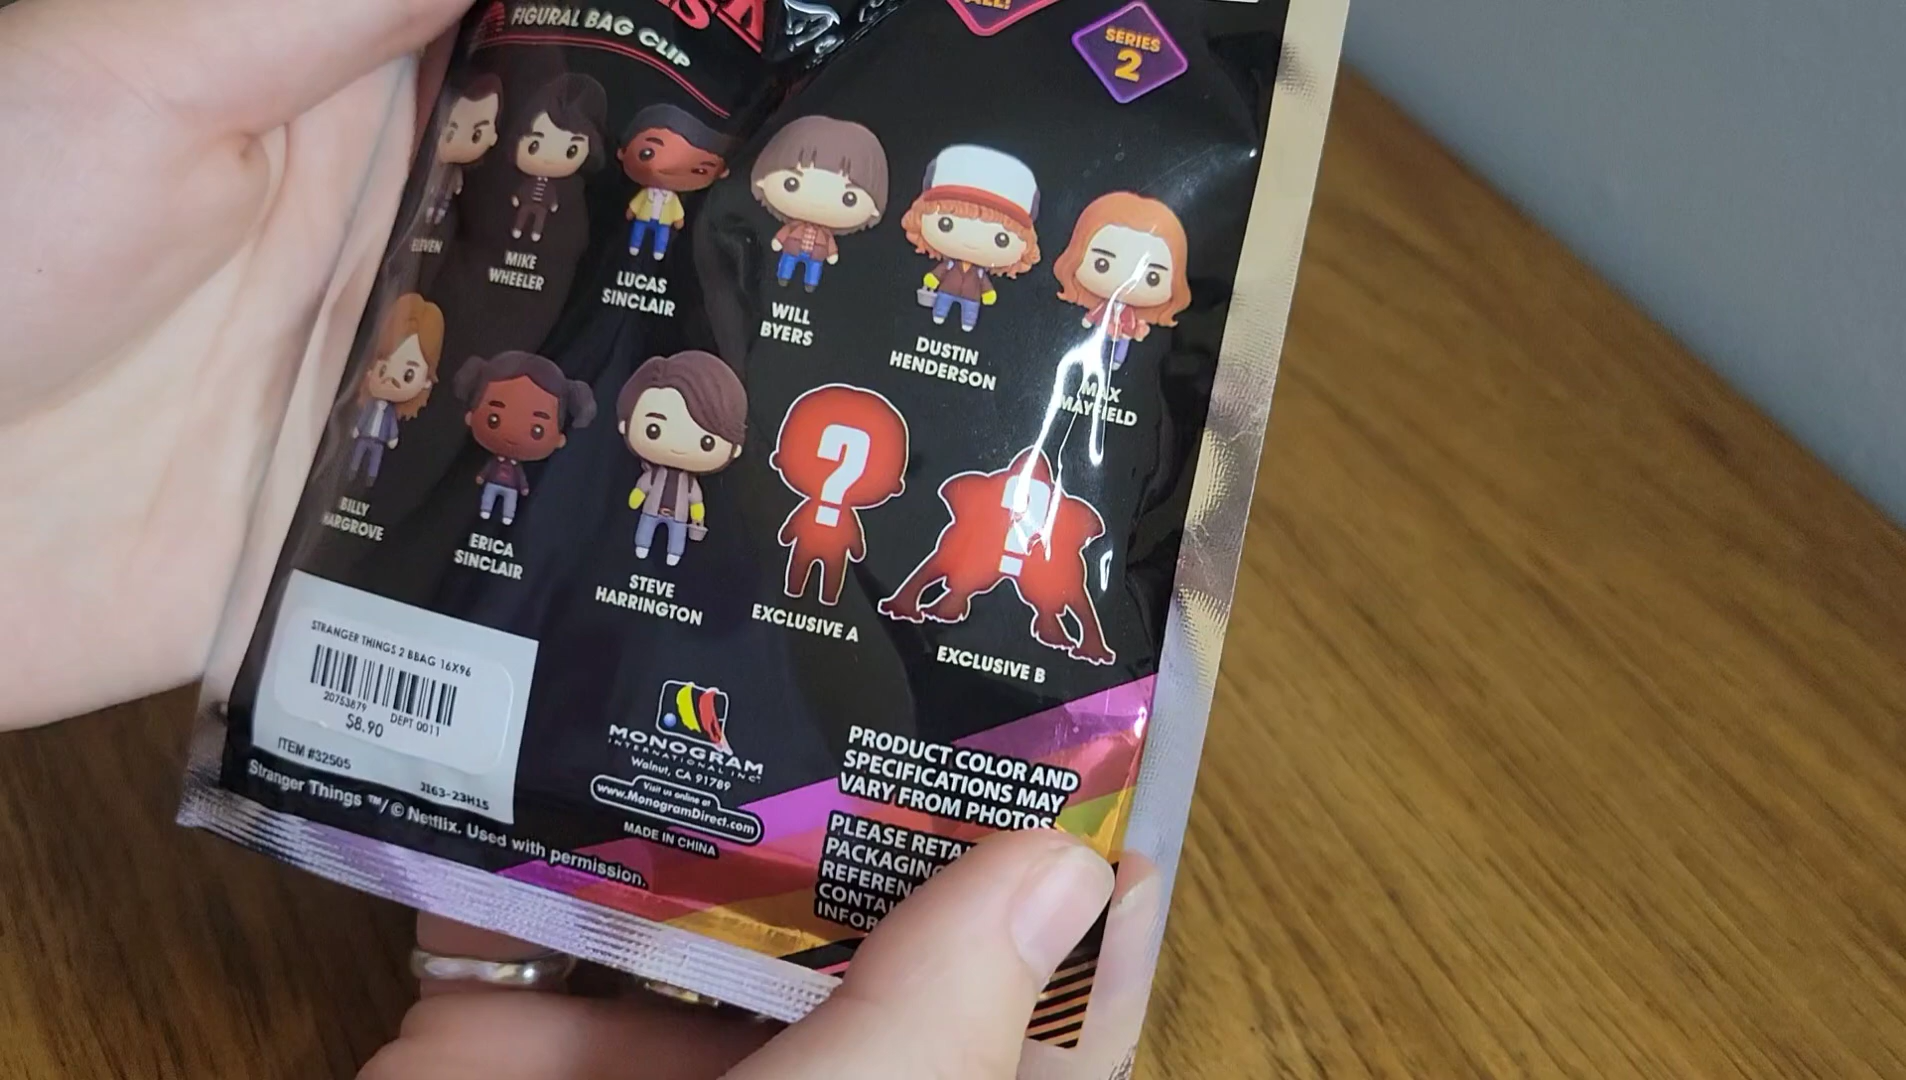 FIGURAL BAG CLIP
ALL!
SERIES
2
ELEVEN
MIKE
WHEELER
LUCAS
SINCLAIR
WILL
BYERS
DUSTIN
HENDERSON
MAX
MAYFIELD
BILLY
HARGROVE
ERICA
SINCLAIR
STEVE
HARRINGTON
?
EXCLUSIVE A
?
EXCLUSIVE B
STRANGER THINGS 2 BBAG 16X96
20753879 DEPT 0011
$8.90
ITEM #32505
3163-23H15
Stranger Things ™/ © Netflix. Used with permission.
MONOGRAM
INTERNATIONAL INC
Walnut, CA 91789
Visit us online at
www.MonogramDirect.com
MADE IN CHINA
PRODUCT COLOR AND
SPECIFICATIONS MAY
VARY FROM PHOTOS
PLEASE RETA
PACKAGING
REFEREN
CONTA
INFOR